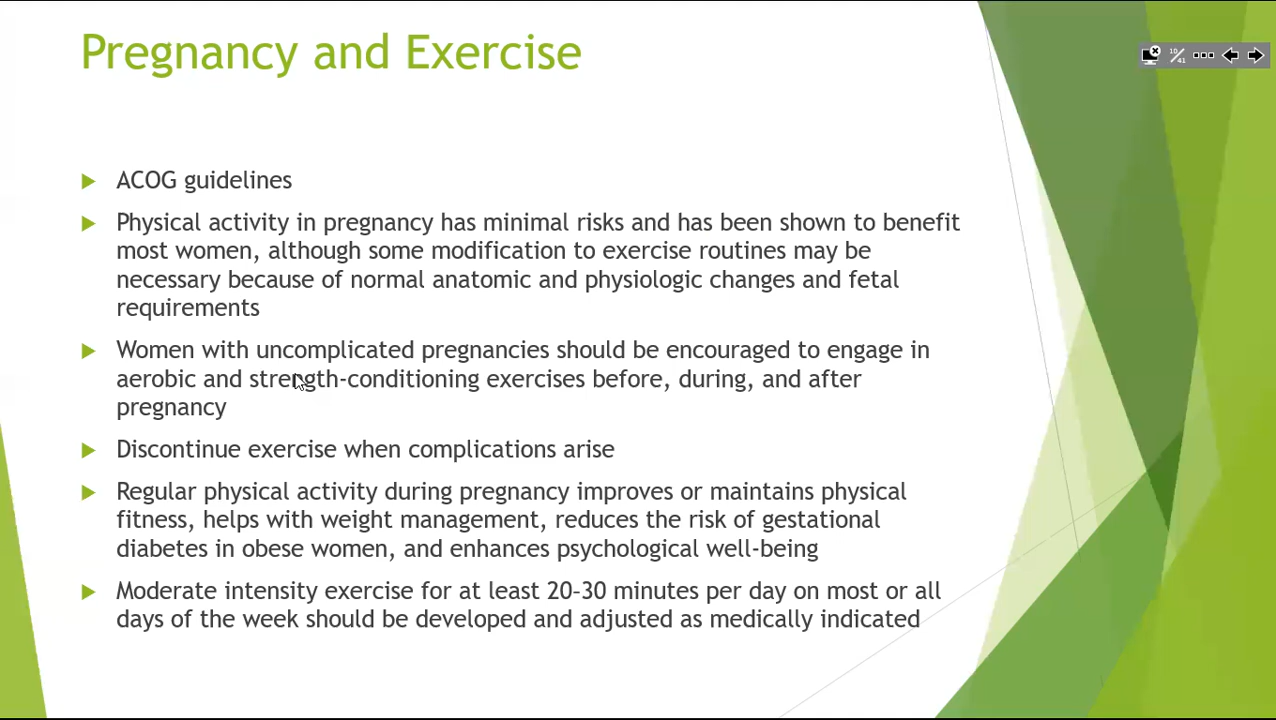 Pregnancy and Exercise
10/41
ACOG guidelines
Physical activity in pregnancy has minimal risks and has been shown to benefit
most women, although some modification to exercise routines may be
necessary because of normal anatomic and physiologic changes and fetal
requirements
Women with uncomplicated pregnancies should be encouraged to engage in
aerobic and strength-conditioning exercises before, during, and after
pregnancy
Discontinue exercise when complications arise
Regular physical activity during pregnancy improves or maintains physical
fitness, helps with weight management, reduces the risk of gestational
diabetes in obese women, and enhances psychological well-being
Moderate intensity exercise for at least 20-30 minutes per day on most or all
days of the week should be developed and adjusted as medically indicated